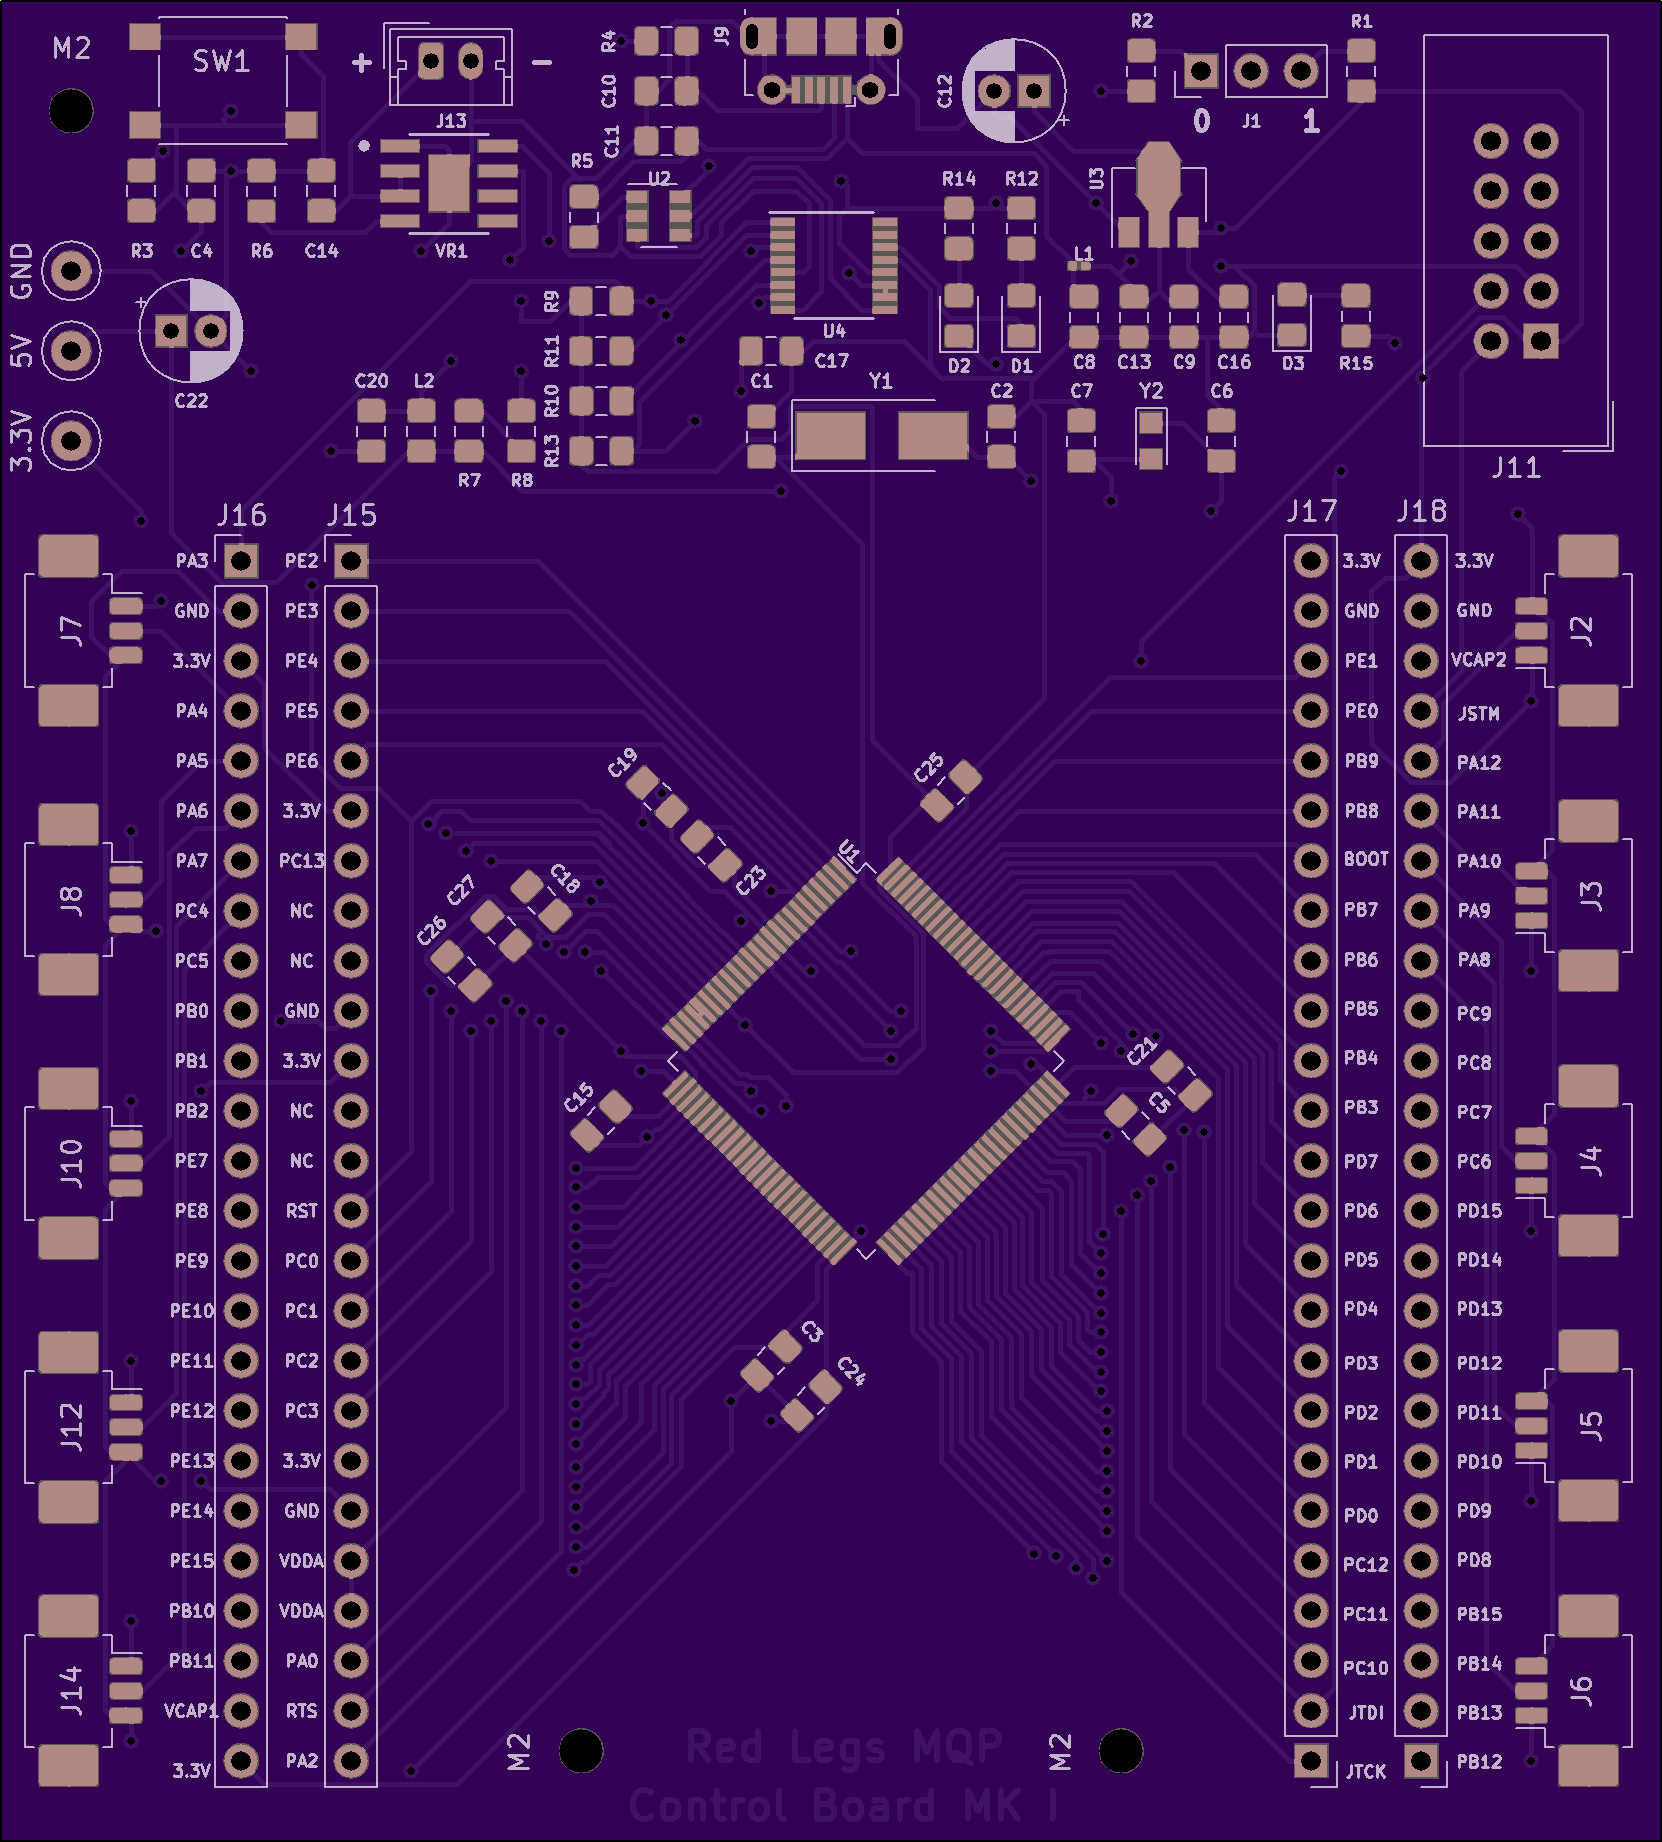 M2
SW1
+
-
J13
R4
C10
C11
J9
C12
+
R2
R1
0
J1
1
R3
C4
R6
C14
VR1
R5
U2
U4
R14
R12
U3
L1
GND
5V
3.3V
+
C22
C20
L2
R7
R8
R9
R11
R10
R13
C17
C1
Y1
C2
D2
D1
C8
C13
C9
C16
D3
R15
C7
Y2
C6
J11
J16
J15
J17
J18
PA3
GND
3.3V
PA4
PA5
PA6
PA7
PC4
PC5
PB0
PB1
PB2
PE7
PE8
PE9
PE10
PE11
PE12
PE13
PE14
PE15
PB10
PB11
VCAP1
3.3V
PE2
PE3
PE4
PE5
PE6
3.3V
PC13
NC
NC
GND
3.3V
NC
NC
RST
PC0
PC1
PC2
PC3
3.3V
GND
VDDA
VDDA
PA0
RTS
PA2
3.3V
GND
PE1
PE0
PB9
PB8
BOOT
PB7
PB6
PB5
PB4
PB3
PD7
PD6
PD5
PD4
PD3
PD2
PD1
PD0
PC12
PC11
PC10
JTDI
JTCK
3.3V
GND
VCAP2
JSTM
PA12
PA11
PA10
PA9
PA8
PC9
PC8
PC7
PC6
PD15
PD14
PD13
PD12
PD11
PD10
PD9
PD8
PB15
PB14
PB13
PB12
J7
J8
J10
J12
J14
J2
J3
J4
J5
J6
C19
C23
C25
U1
C18
C27
C26
C15
C21
C5
C3
C24
M2
M2
Red Legs MQP
Control Board MK I